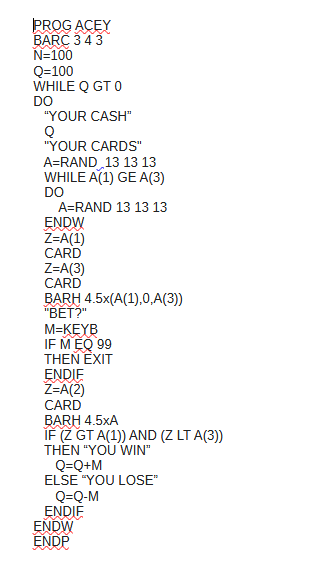 PROG ACEY
BARC 3 4 3
N=100
Q=100
WHILE Q GT 0
DO
“YOUR CASH”
Q
"YOUR CARDS"
A=RAND 13 13 13
WHILE A(1) GE A(3)
DO
A=RAND 13 13 13
ENDW
Z=A(1)
CARD
Z=A(3)
CARD
BARH 4.5x(A(1),0,A(3))
"BET?"
M=KEYB
IF M EQ 99
THEN EXIT
ENDIF
Z=A(2)
CARD
BARH 4.5xA
IF (Z GT A(1)) AND (Z LT A(3))
THEN “YOU WIN”
Q=Q+M
ELSE “YOU LOSE”
Q=Q-M
ENDIF
ENDW
ENDP